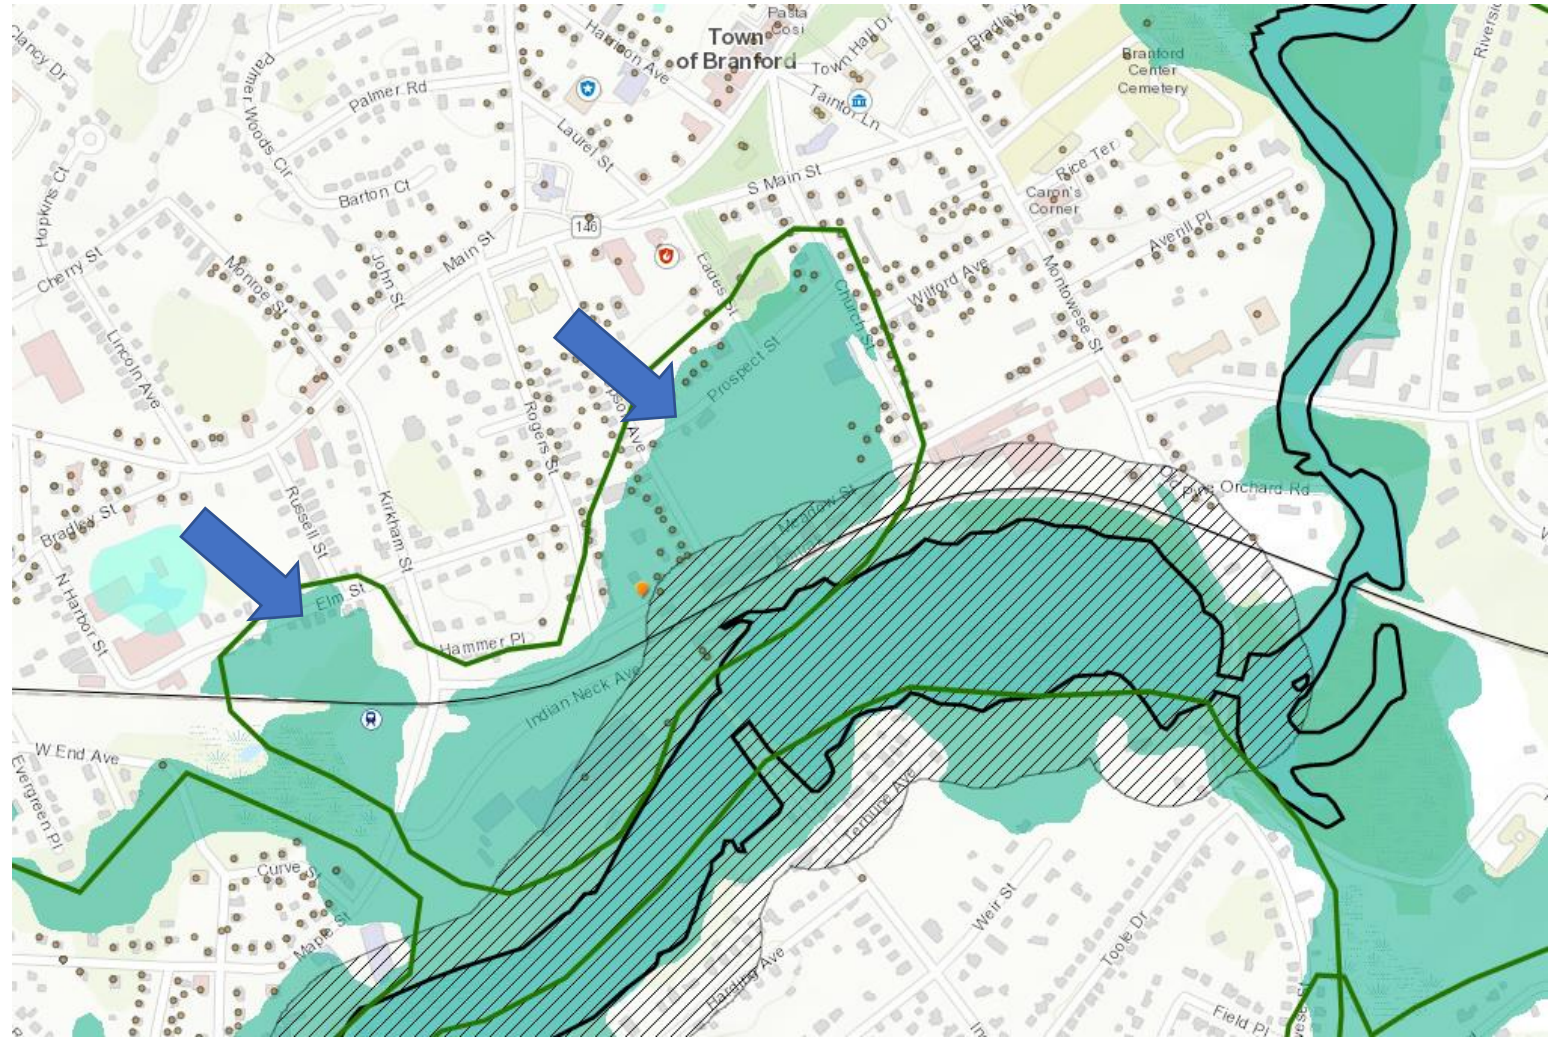 Pasta
Cosi
Town
of Branford
Clancy Dr
Harrison Ave
Town Hall Dr
Branford
Center
Cemetery
Palmer Rd
Palmer Woods Cir
Taintor Ln
Laurel St
Rice Ter
Hopkins Ct
Barton Ct
S Main St
Caron's
Corner
146
Averill Pl
Main St
Cherry St
John St
Monroe St
Eades St
Wilford Ave
Montowese St
Church St
Lincoln Ave
Prospect St
Ave
Rogers St
Russell St
Kirkham St
Meadow St
Orchard Rd
Bradley St
Elm St
N Harbor St
Hammer Pl
Indian Neck Ave
W End Ave
Evergreen Pl
Terhune Ave
Curve St
Weir St
Maple St
Toole Dr
Harding Ave
Field Pl